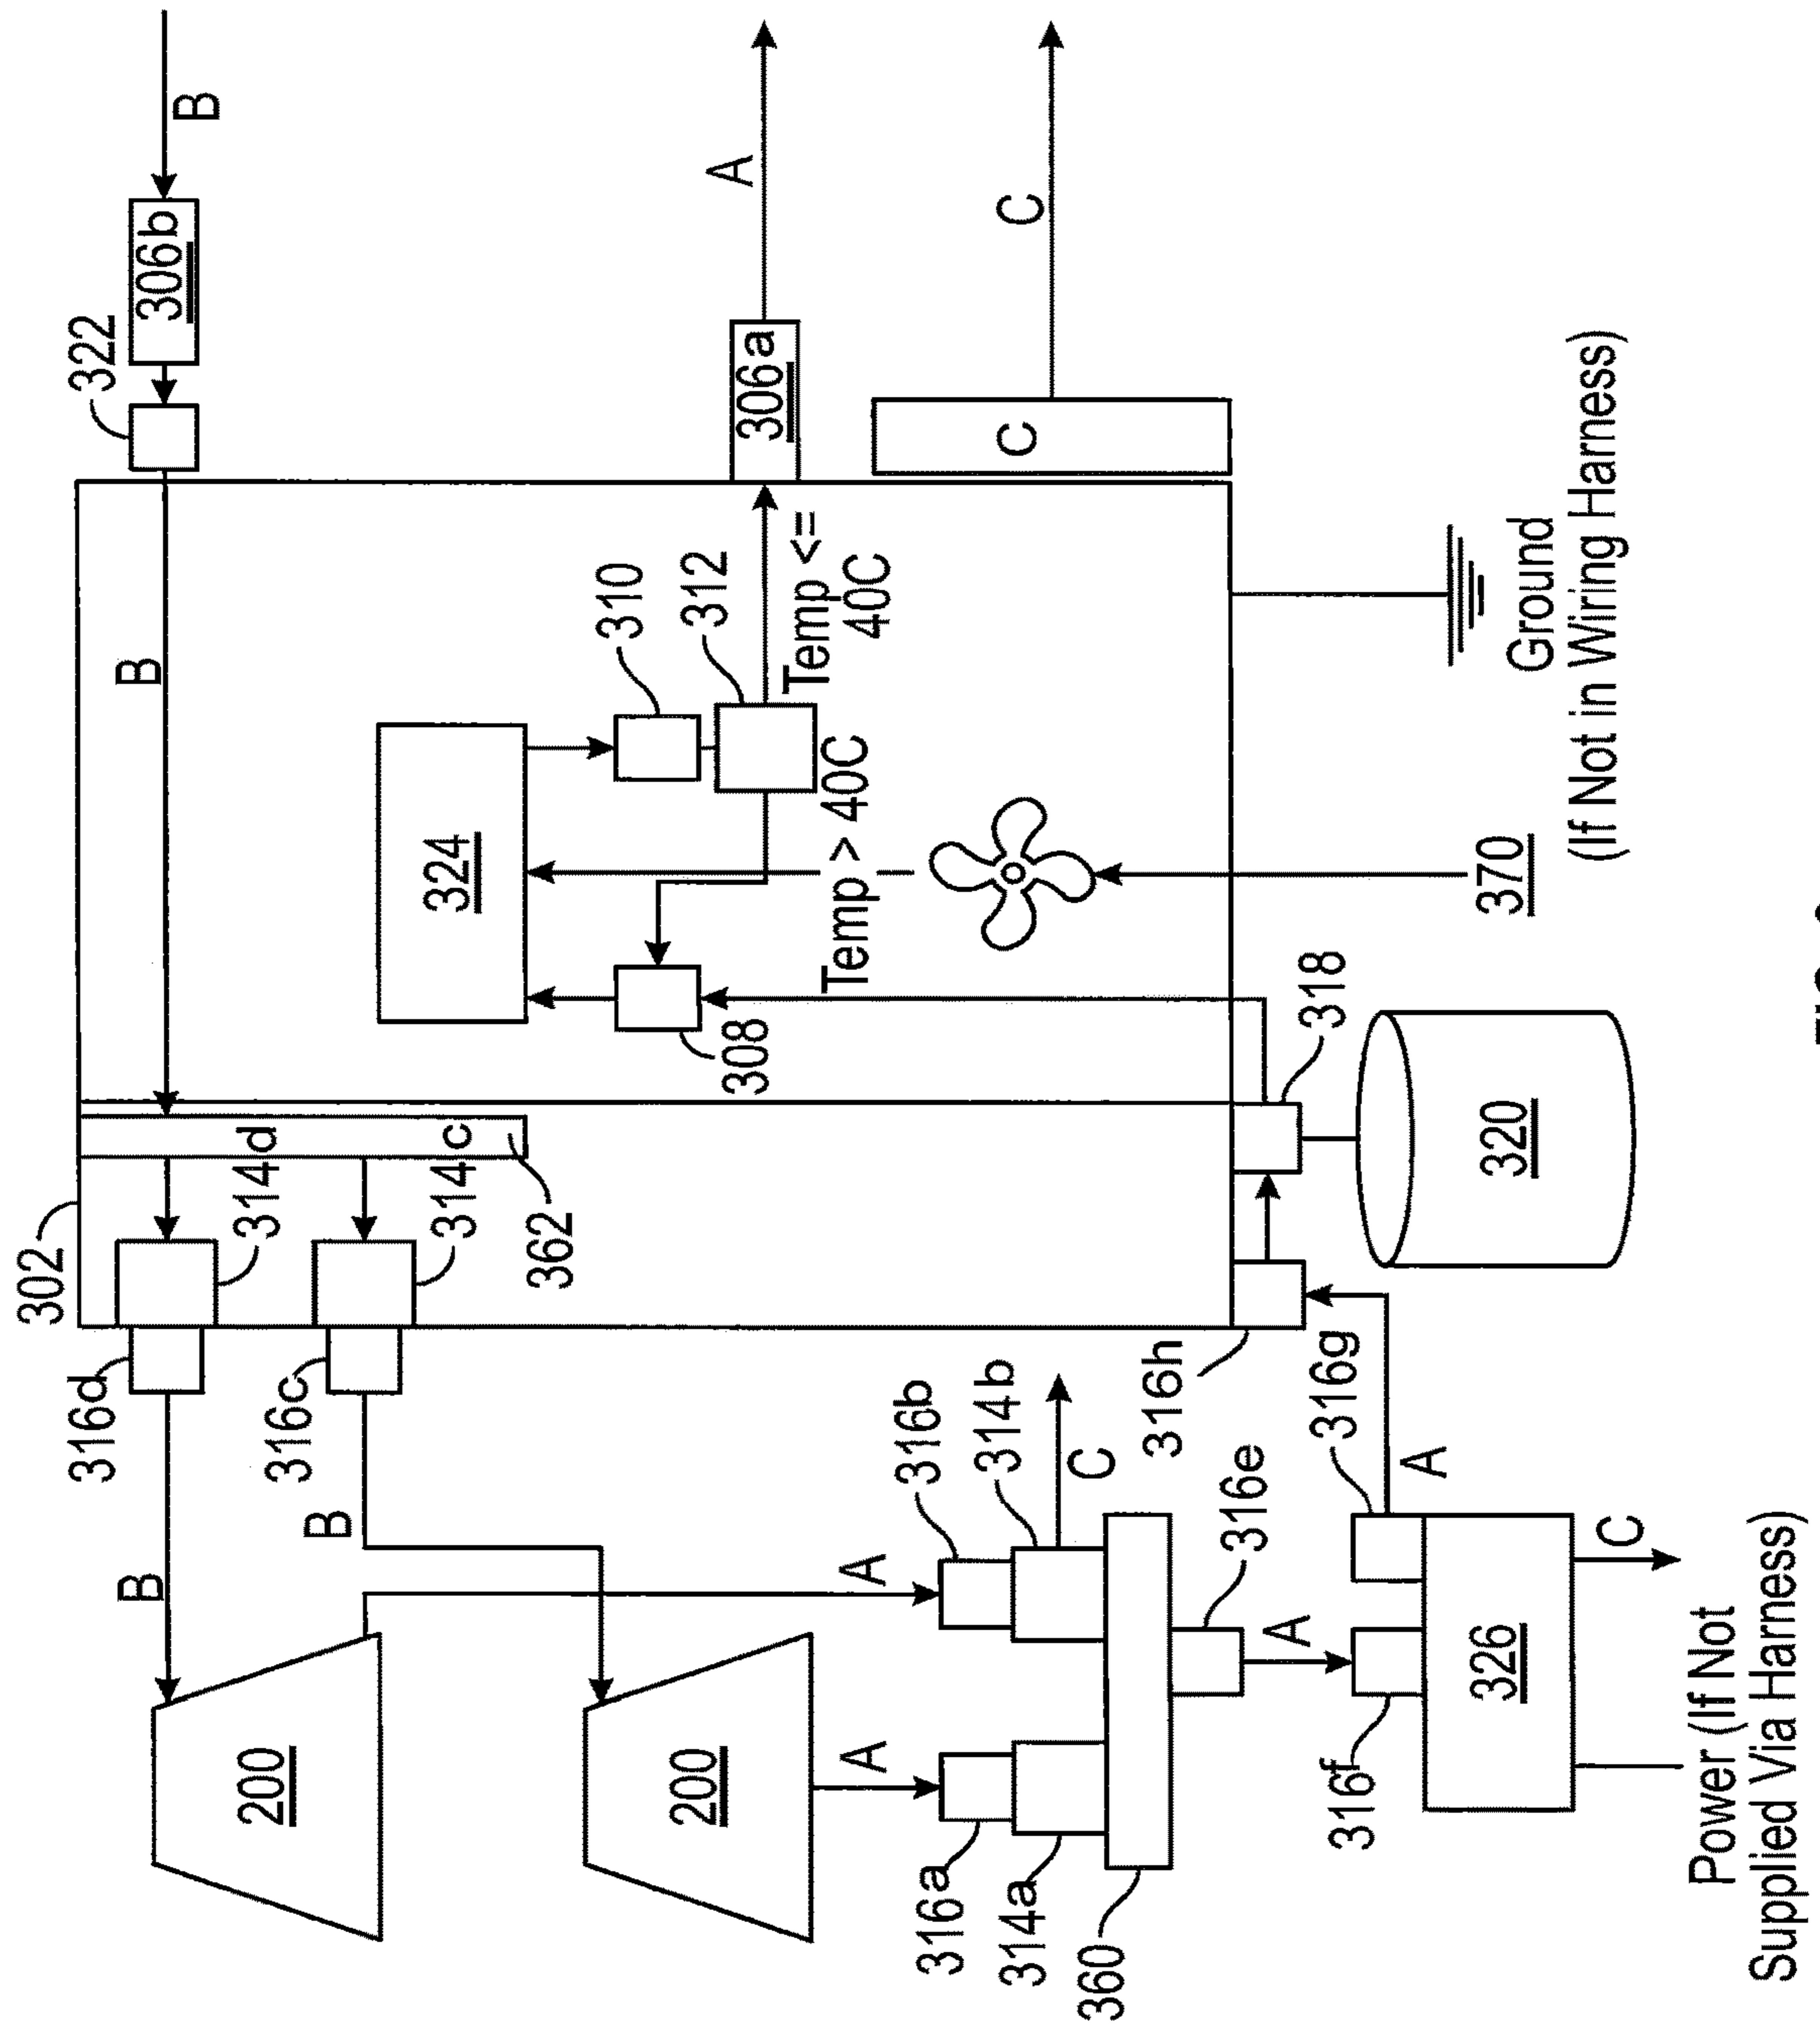 302
316d
322
B
B
306b
B
200
314d
316c
B
324
314c
362
310
200
312
A
308
306a
Temp <=
40C
Temp > 40C
A
A
316a
316b
C
C
314a
314b
C
360
316h
316e
A
318
316f
316g
A
326
320
370
Ground
(If Not in Wiring Harness)
C
Power (If Not
Supplied Via Harness)